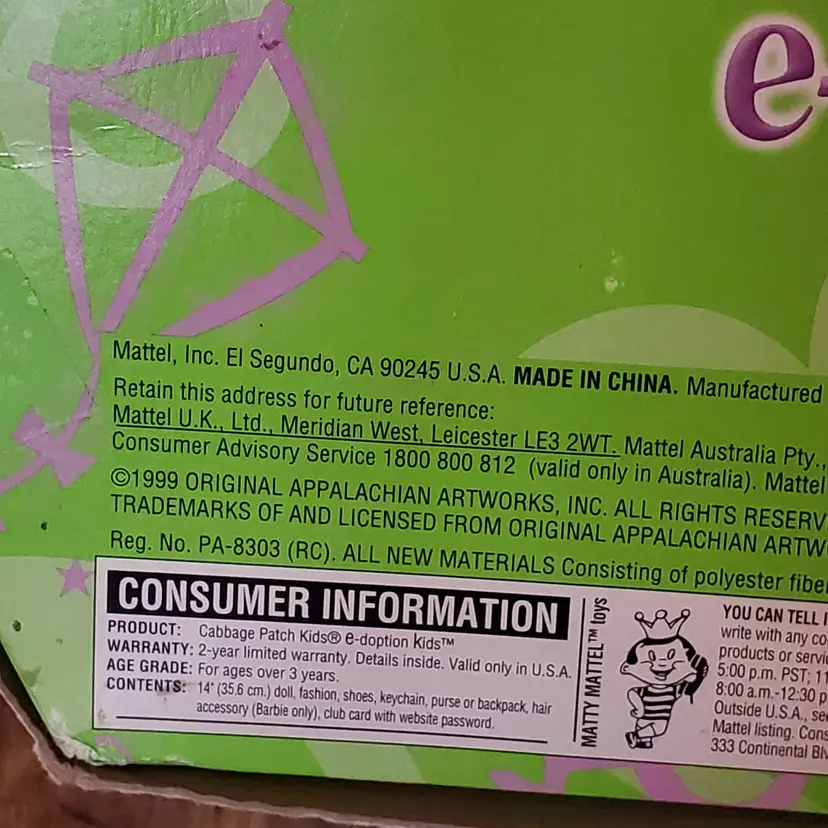 e-
Mattel, Inc. El Segundo, CA 90245 U.S.A. MADE IN CHINA. Manufactured
Retain this address for future reference:
Mattel U.K., Ltd., Meridian West, Leicester LE3 2WT. Mattel Australia Pty.,
Consumer Advisory Service 1800 800 812 (valid only in Australia). Mattel
©1999 ORIGINAL APPALACHIAN ARTWORKS, INC. ALL RIGHTS RESERV
TRADEMARKS OF AND LICENSED FROM ORIGINAL APPALACHIAN ARTW
Reg. No. PA-8303 (RC). ALL NEW MATERIALS Consisting of polyester fiber
CONSUMER INFORMATION
PRODUCT: Cabbage Patch Kids® e-doption Kids™
WARRANTY: 2-year limited warranty. Details inside. Valid only in U.S.A.
AGE GRADE: For ages over 3 years.
CONTENTS: 14' (35.6 cm.) doll, fashion, shoes, keychain, purse or backpack, hair
accessory (Barbie only), club card with website password.
MATTY MATTEL™ toys
YOU CAN TELL
write with any co
products or servi
5:00 p.m. PST; 11
8:00 a.m.-12:30 p
Outside U.S.A., see
Mattel listing. Cons
333 Continental Blv